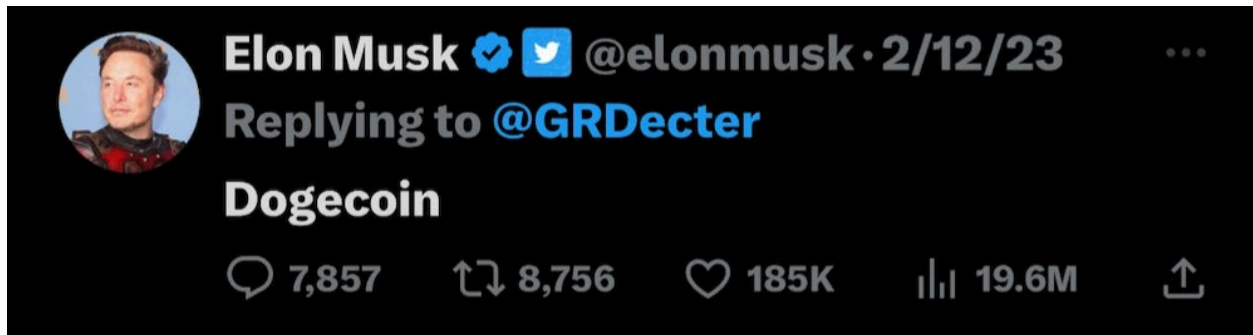 Elon Musk @elonmusk · 2/12/23
Replying to @GRDecter
Dogecoin
7,857 8,756 185K 19.6M